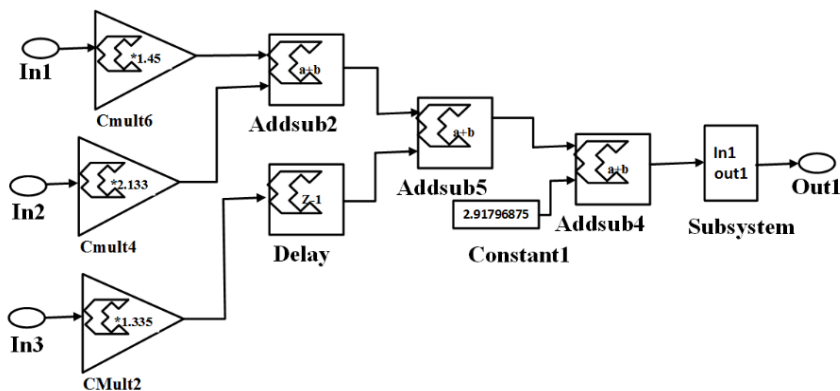 In1
*1.45
Cmult6
a+b
Addsub2
In2
*2.133
Cmult4
Z-1
Delay
a+b
Addsub5
In3
*1.335
CMult2
2.91796875
Constant1
a+b
Addsub4
In1
out1
Subsystem
Out1